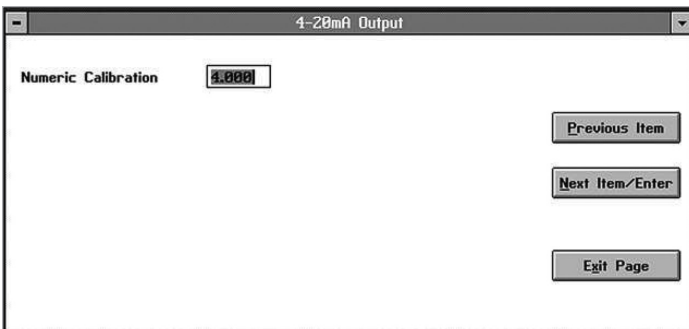 4-20mA Output
Numeric Calibration 4.000
Previous Item
Next Item/Enter
Exit Page